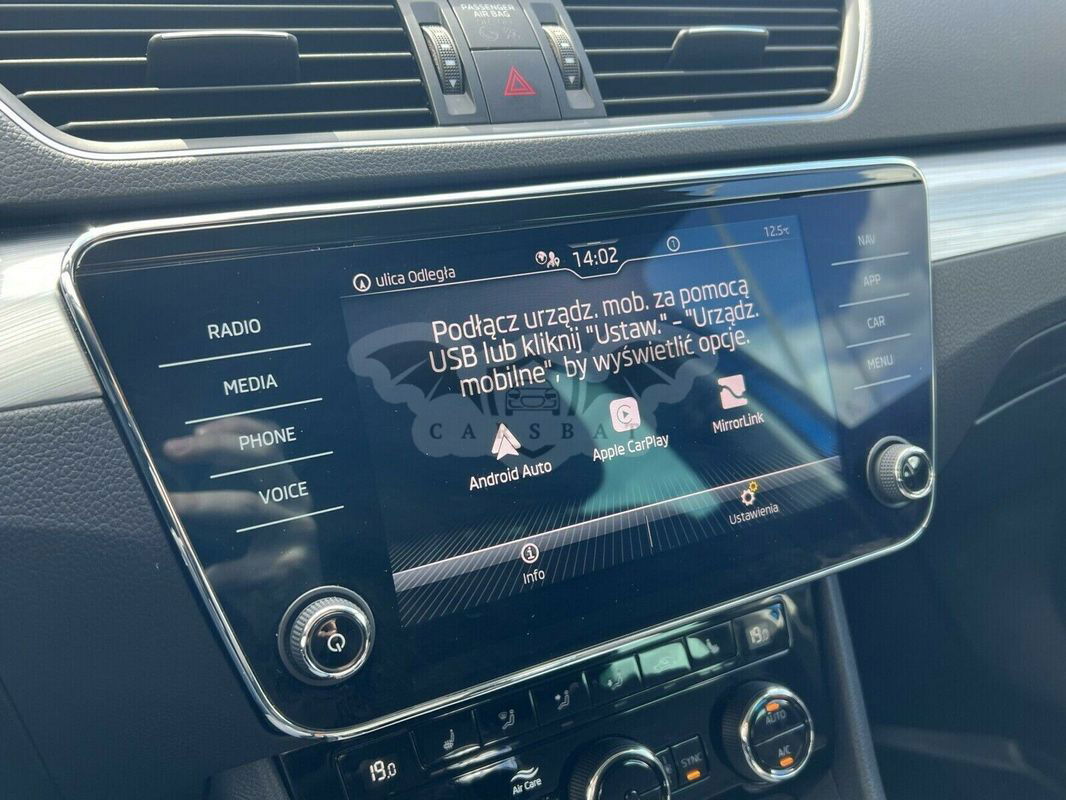 PASSENGER
AIR BAG
ulica Odległa
14:02
1
12.5°C
Podłącz urządz. mob. za pomocą
USB lub kliknij "Ustaw." - "Urządz.
mobilne", by wyświetlić opcje.
Android Auto
Apple CarPlay
MirrorLink
Info
Ustawienia
RADIO
MEDIA
PHONE
VOICE
NAV
APP
CAR
MENU
CARSBAT
19.0
Air Care
SYNC
AUTO
A/C
19.0